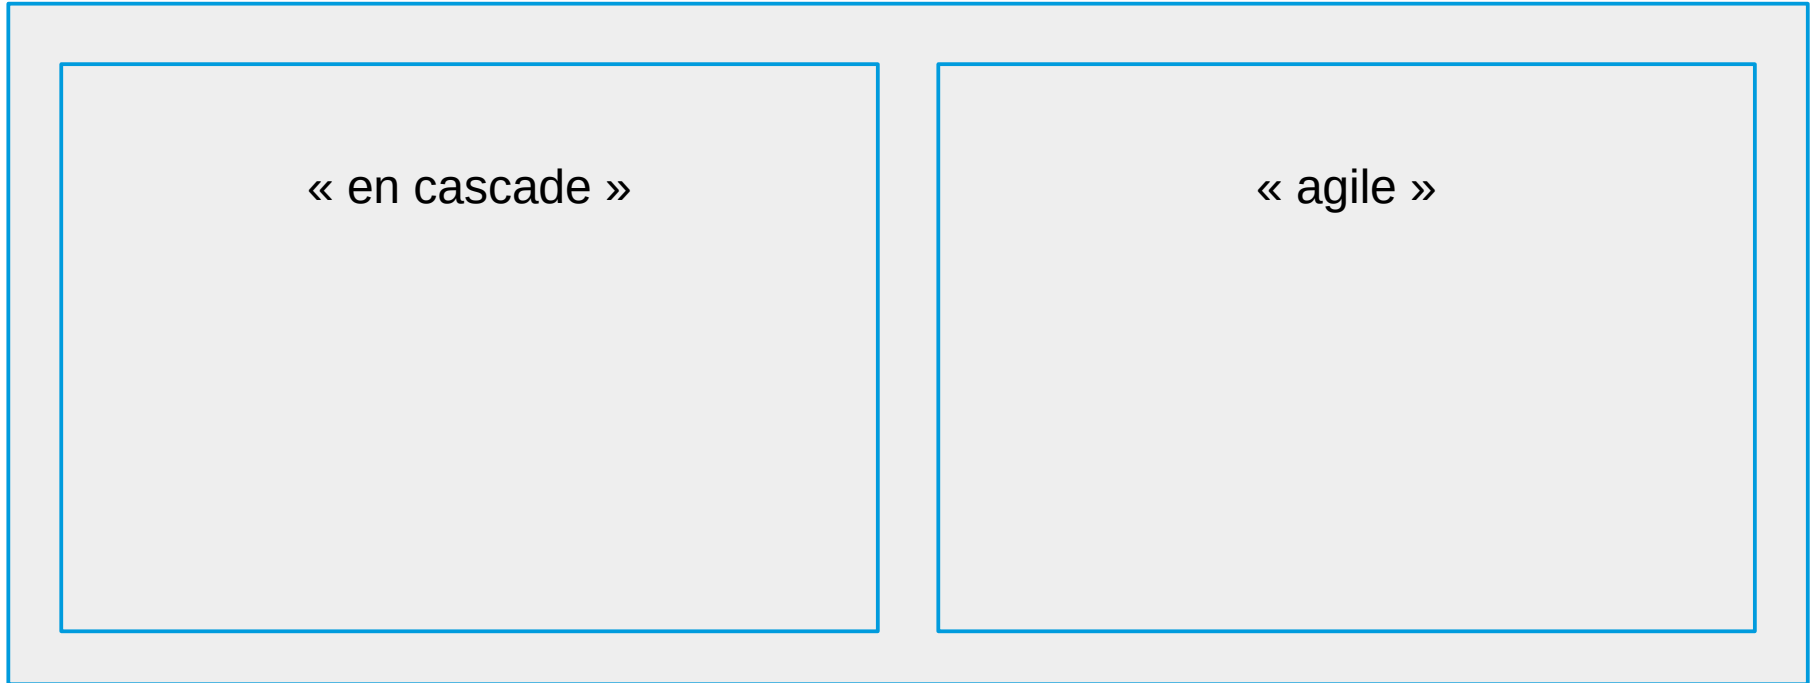 « en cascade »
« agile »